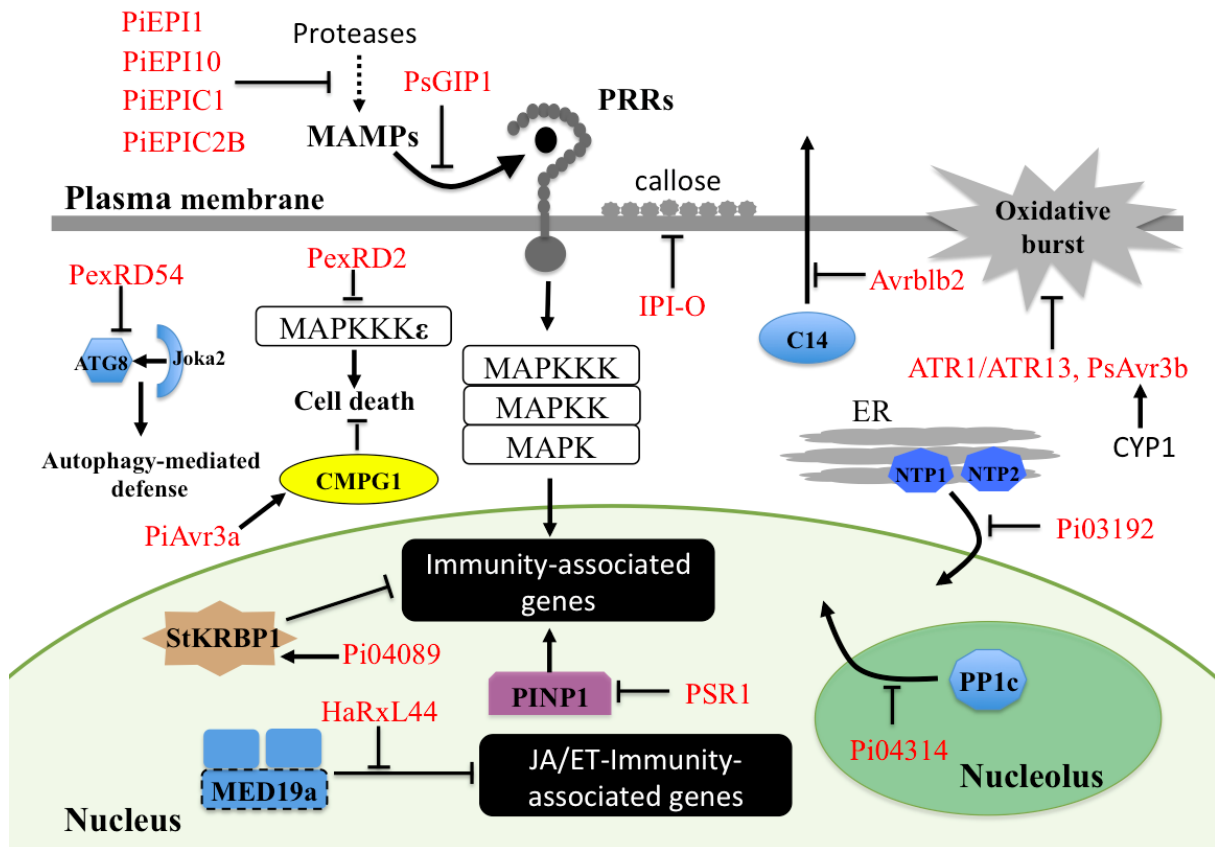 PiEPI1
PiEPI10
PiEPIC1
PiEPIC2B
Proteases
MAMPs
PsGIP1
PRRs
Plasma membrane
callose
Oxidative
burst
PexRD54
PexRD2
IPI-O
Avrblb2
ATG8
Joka2
MAPKKKε
C14
MAPKKK
MAPKK
MAPK
ATR1/ATR13, PsAvr3b
Cell death
ER
CYP1
Autophagy-mediated
defense
CMPG1
NTP1
NTP2
PiAvr3a
Pi03192
Immunity-associated
genes
StKRBP1
Pi04089
PINP1
PSR1
PP1c
HaRxL44
Pi04314
MED19a
JA/ET-Immunity-
associated genes
Nucleolus
Nucleus